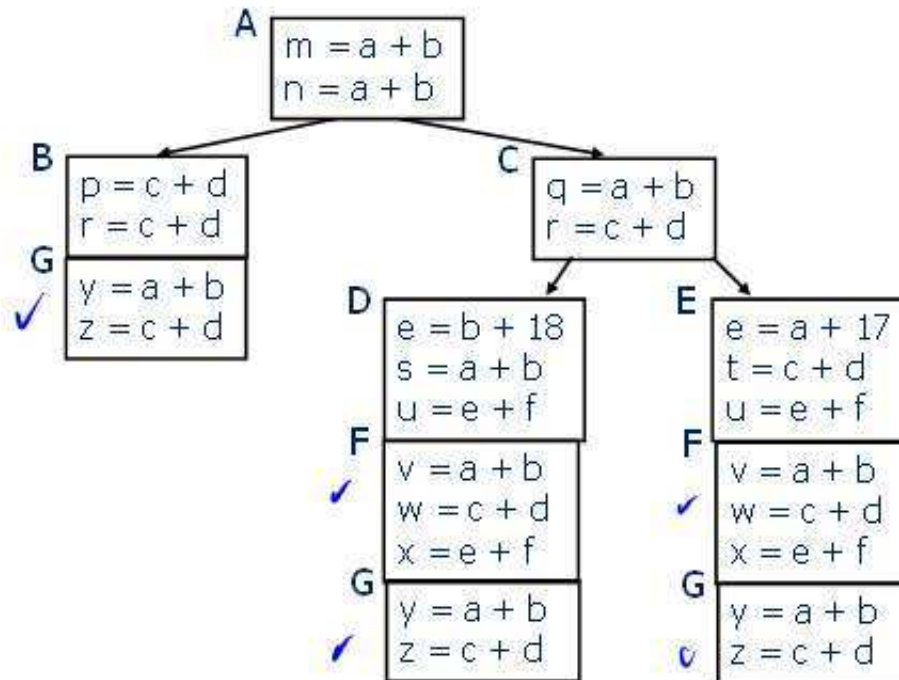 A
m = a + b
n = a + b
B
p = c + d
r = c + d
G
y = a + b
z = c + d
C
q = a + b
r = c + d
D
e = b + 18
s = a + b
u = e + f
F
v = a + b
w = c + d
x = e + f
G
y = a + b
z = c + d
E
e = a + 17
t = c + d
u = e + f
F
v = a + b
w = c + d
x = e + f
G
y = a + b
z = c + d